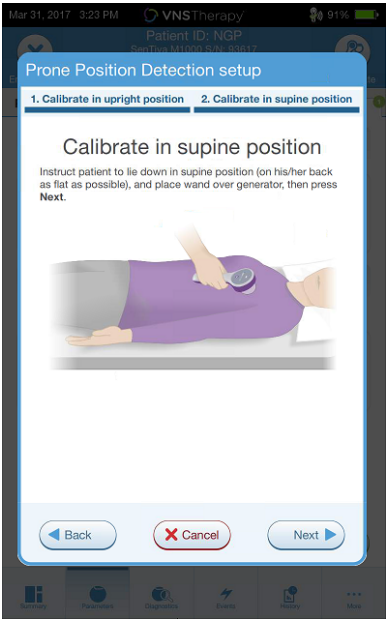 Mar 31, 2017 3:23 PM VNSTherapy 91%
Patient ID: NGP
SenTiva M1000 S/N: 93617
Prone Position Detection setup
1. Calibrate in upright position 2. Calibrate in supine position
Calibrate in supine position
Instruct patient to lie down in supine position (on his/her back
as flat as possible), and place wand over generator, then press
Next.
Back Cancel Next
Summary Parameters Diagnostics Events History More